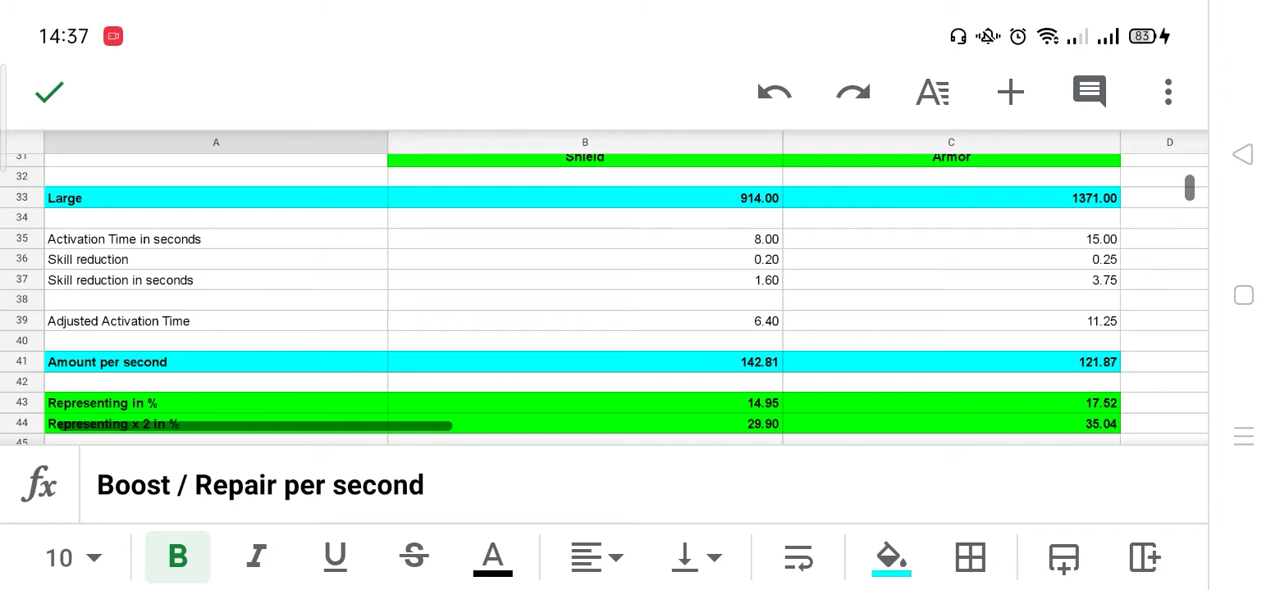 14:37
83
A B C D
31 Shield Armor
32
33 Large 914.00 1371.00
34
35 Activation Time in seconds 8.00 15.00
36 Skill reduction 0.20 0.25
37 Skill reduction in seconds 1.60 3.75
38
39 Adjusted Activation Time 6.40 11.25
40
41 Amount per second 142.81 121.87
42
43 Representing in % 14.95 17.52
44 Representing x 2 in % 29.90 35.04
45
fx Boost / Repair per second
10 B I U S A